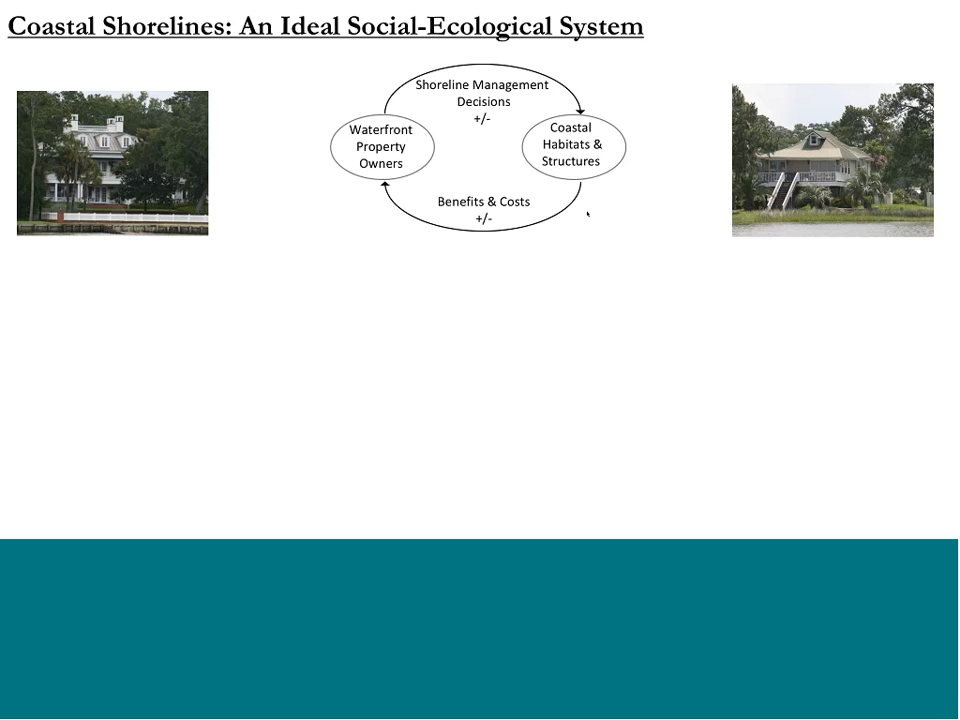 Coastal Shorelines: An Ideal Social-Ecological System
Shoreline Management
Decisions
+/-
Waterfront
Property
Owners
Coastal
Habitats &
Structures
Benefits & Costs
+/-